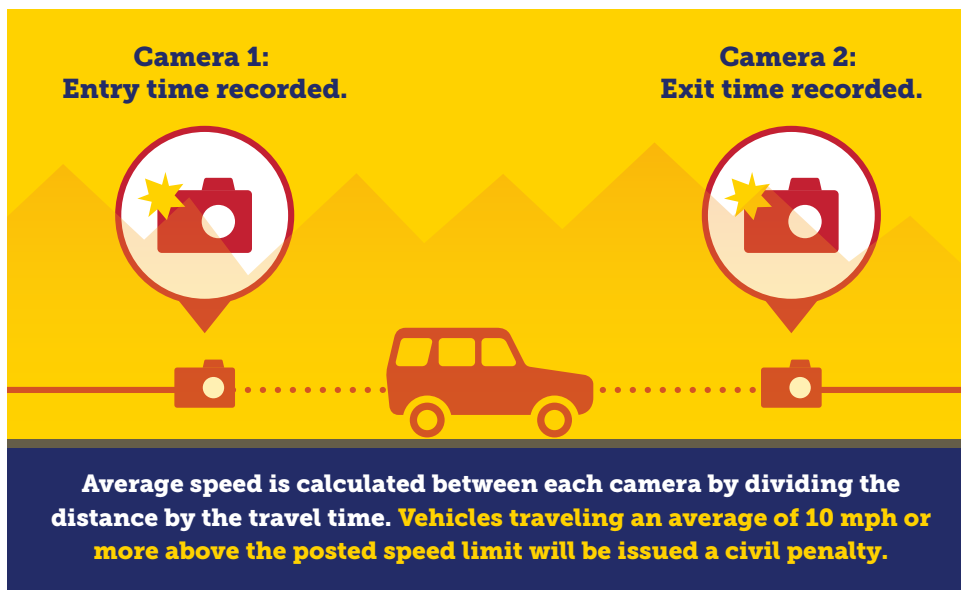 Camera 1:
Entry time recorded.
Camera 2:
Exit time recorded.
Average speed is calculated between each camera by dividing the
distance by the travel time. Vehicles traveling an average of 10 mph or
more above the posted speed limit will be issued a civil penalty.